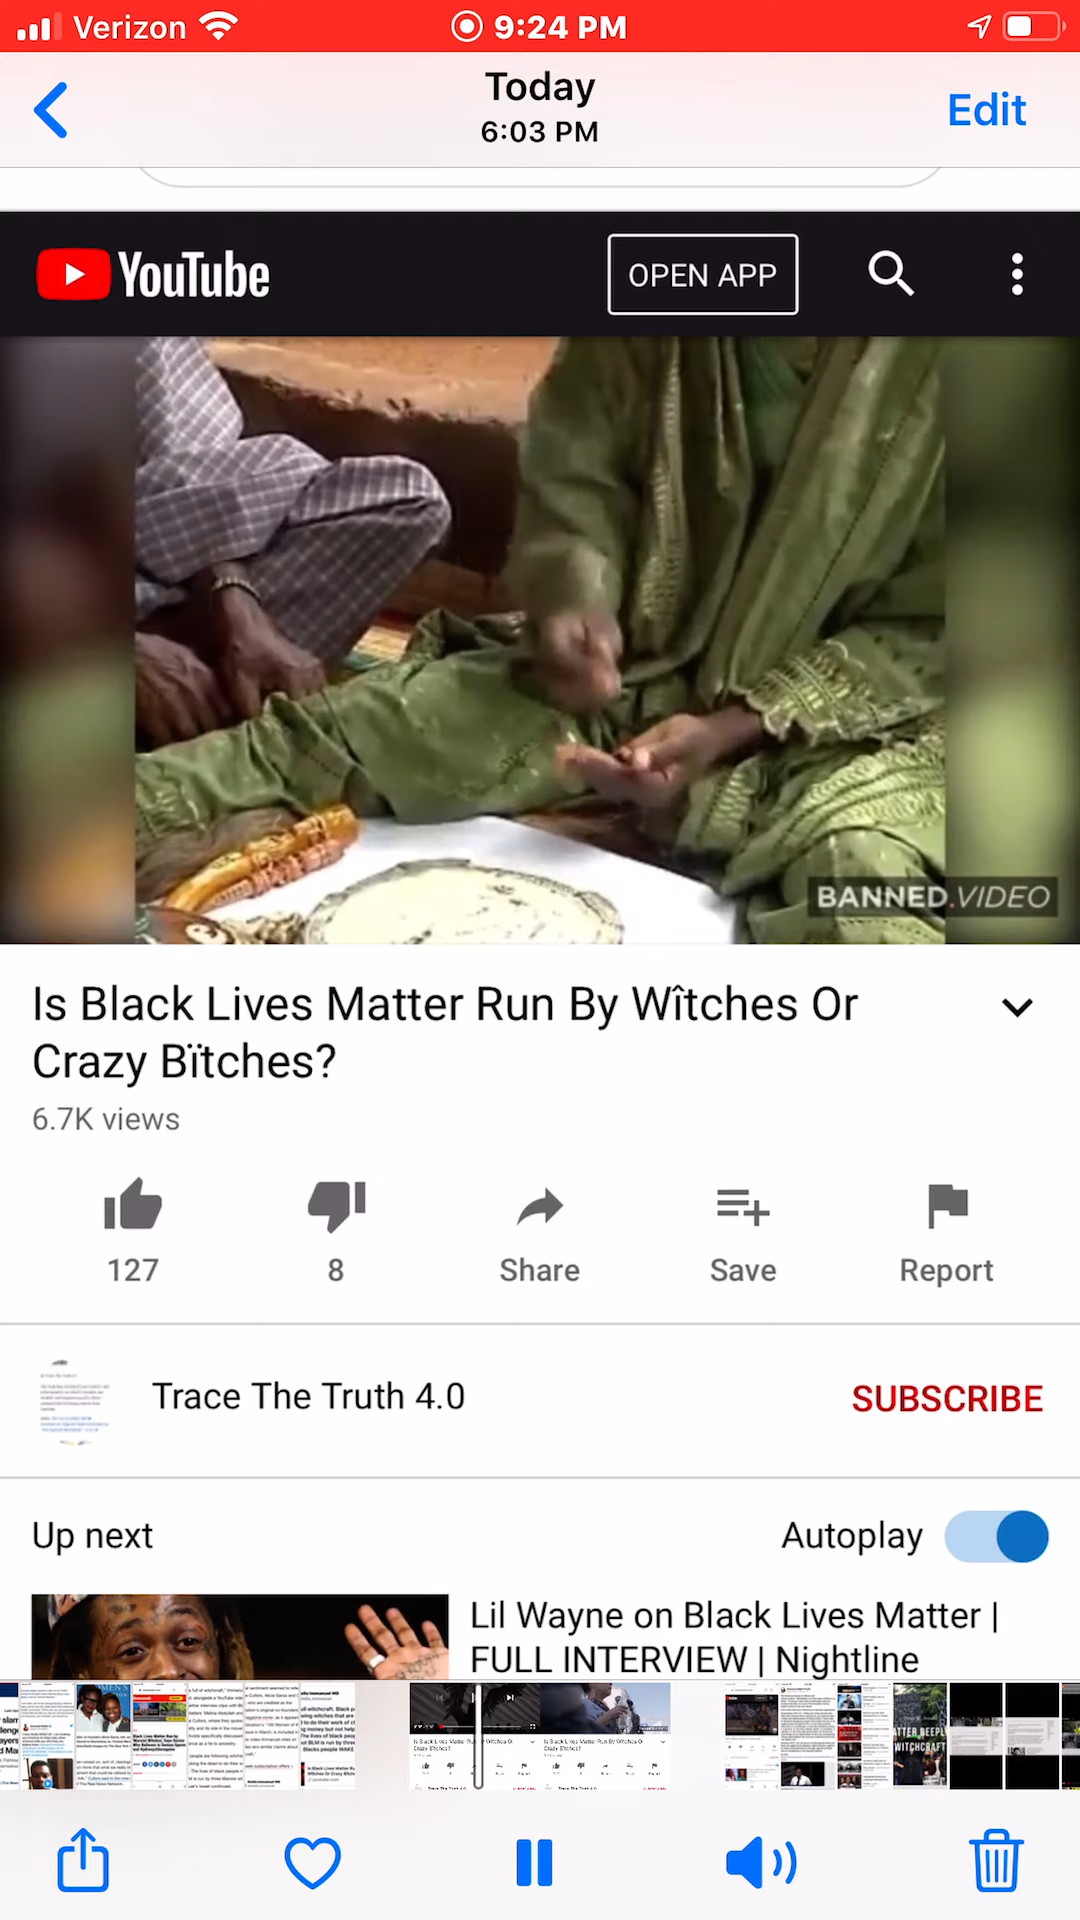 Verizon 9:24 PM
Today
6:03 PM
Edit
YouTube
OPEN APP
BANNED.VIDEO
Is Black Lives Matter Run By Wîtches Or
Crazy Bïtches?
6.7K views
127
8
Share
Save
Report
Trace The Truth 4.0
SUBSCRIBE
Up next
Autoplay
Lil Wayne on Black Lives Matter |
FULL INTERVIEW | Nightline